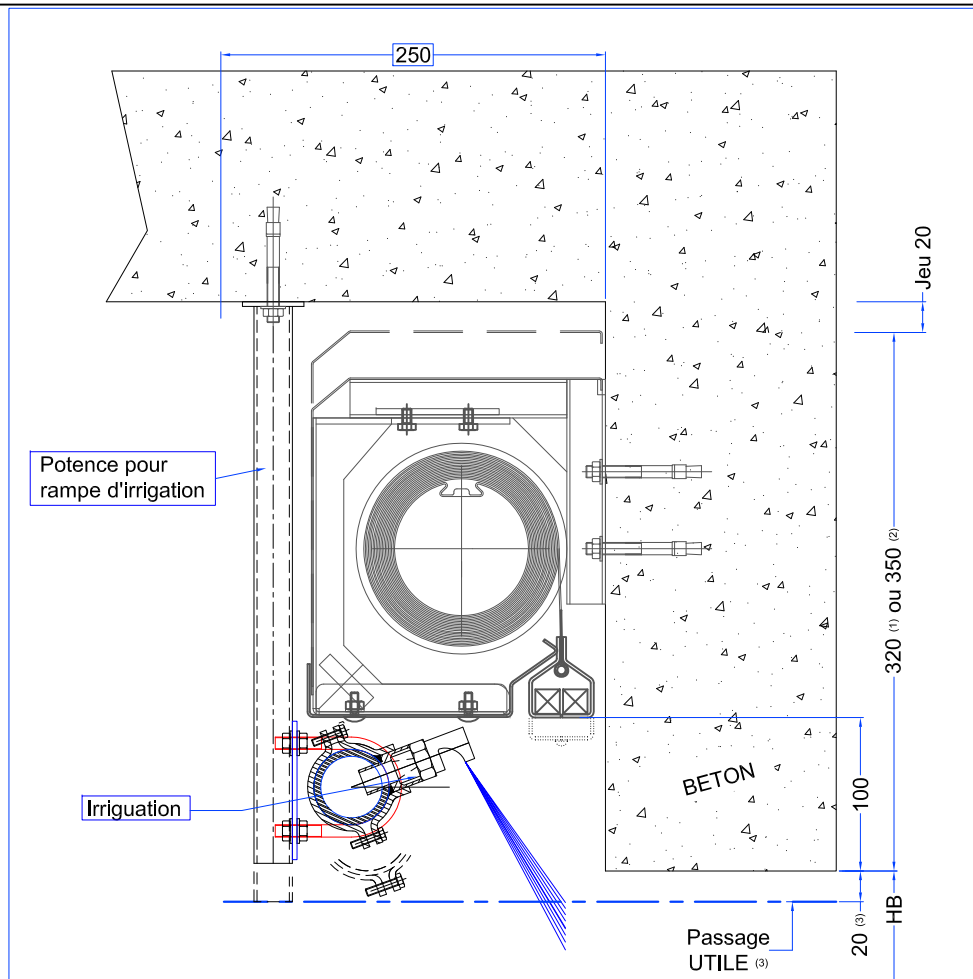 250
Jeu 20
Potence pour
rampe d'irrigation
320 (1) ou 350 (2)
BETON
100
Irriguation
20 (3)
HB
Passage
UTILE (3)